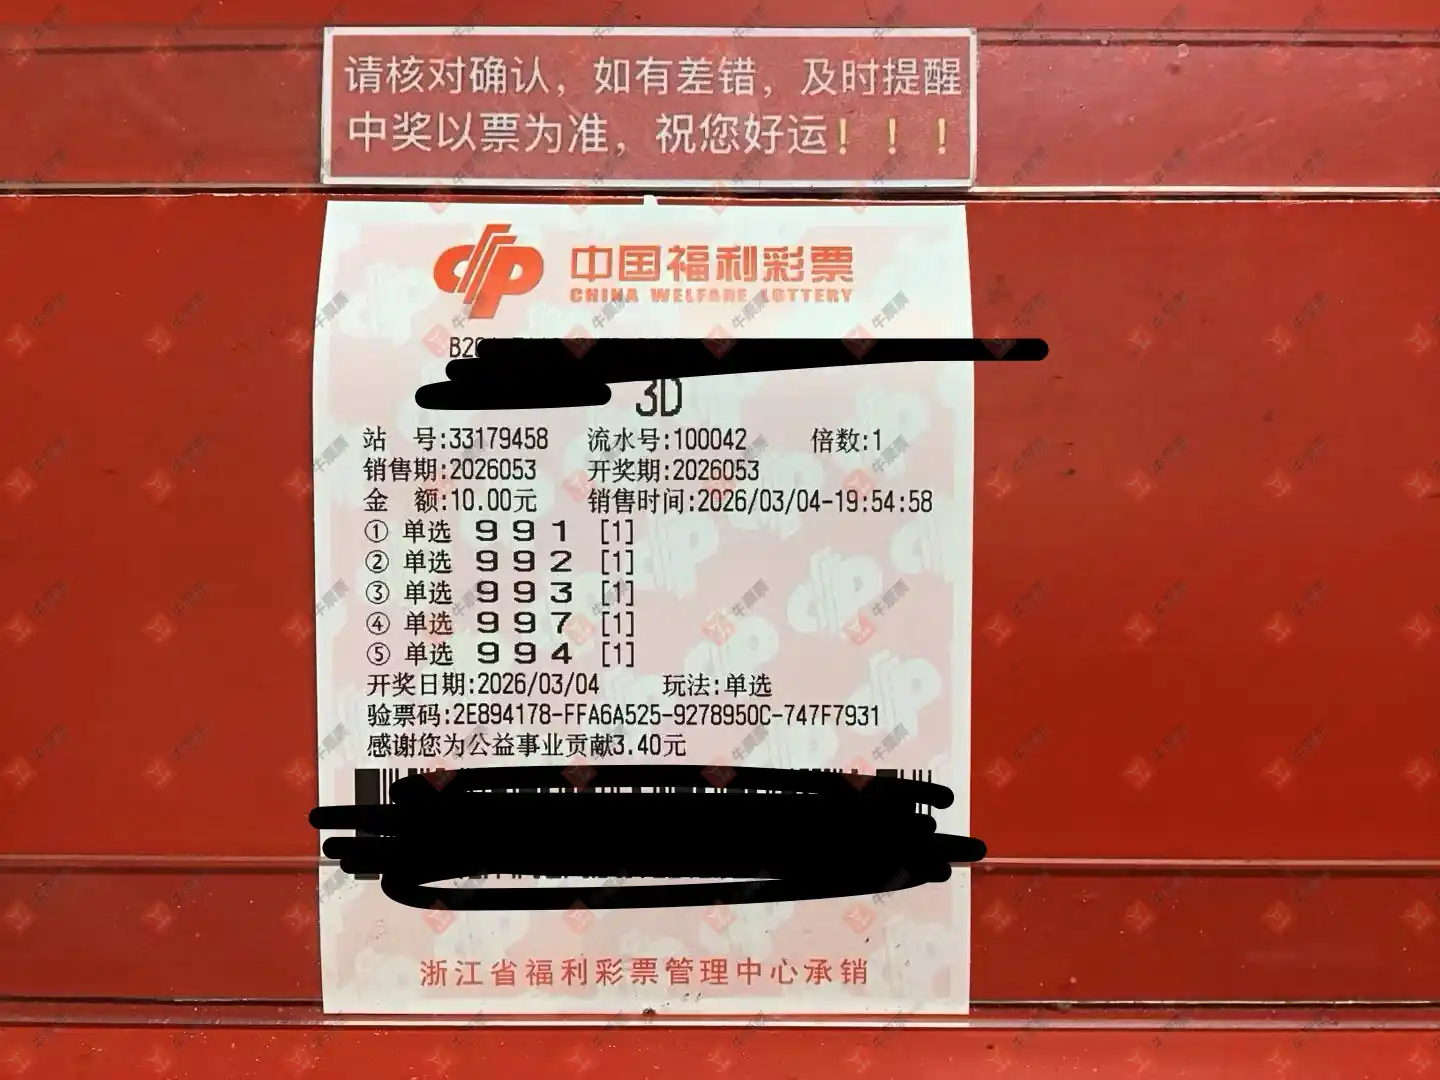 请核对确认，如有差错，及时提醒
中奖以票为准，祝您好运！！！
中国福利彩票
CHINA WELFARE LOTTERY
3D
站 号:33179458 流水号:100042 倍数:1
销售期:2026053 开奖期:2026053
金 额:10.00元 销售时间:2026/03/04-19:54:58
① 单选 9 9 1 [1]
② 单选 9 9 2 [1]
③ 单选 9 9 3 [1]
④ 单选 9 9 7 [1]
⑤ 单选 9 9 4 [1]
开奖日期:2026/03/04 玩法:单选
验票码:2E894178-FFA6A525-9278950C-747F7931
感谢您为公益事业贡献3.40元
浙江省福利彩票管理中心承销